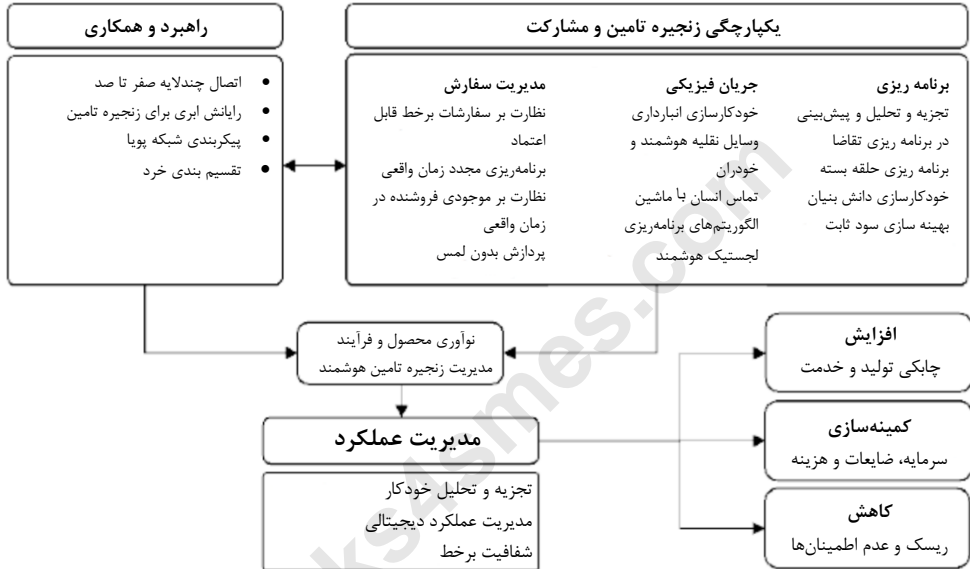 یکپارچگی زنجیره تامین و مشارکت
برنامه ریزی
تجزیه و تحلیل و پیش‌بینی
در برنامه ریزی تقاضا
برنامه ریزی حلقه بسته
خودکارسازی دانش بنیان
بهینه سازی سود ثابت
جریان فیزیکی
خودکارسازی انبارداری
وسایل نقلیه هوشمند و
خودران
تماس انسان با ماشین
الگوریتم‌های برنامه‌ریزی
لجستیک هوشمند
مدیریت سفارش
نظارت بر سفارشات برخط قابل
اعتماد
برنامه‌ریزی مجدد زمان واقعی
نظارت بر موجودی فروشنده در
زمان واقعی
پردازش بدون لمس
راهبرد و همکاری
• اتصال چندلایه صفر تا صد
• رایانش ابری برای زنجیره تامین
• پیکربندی شبکه پویا
• تقسیم بندی خرد
نوآوری محصول و فرآیند
مدیریت زنجیره تامین هوشمند
مدیریت عملکرد
تجزیه و تحلیل خودکار
مدیریت عملکرد دیجیتالی
شفافیت برخط
افزایش
چابکی تولید و خدمت
کمینه‌سازی
سرمایه، ضایعات و هزینه
کاهش
ریسک و عدم اطمینان‌ها
ks4smes.com